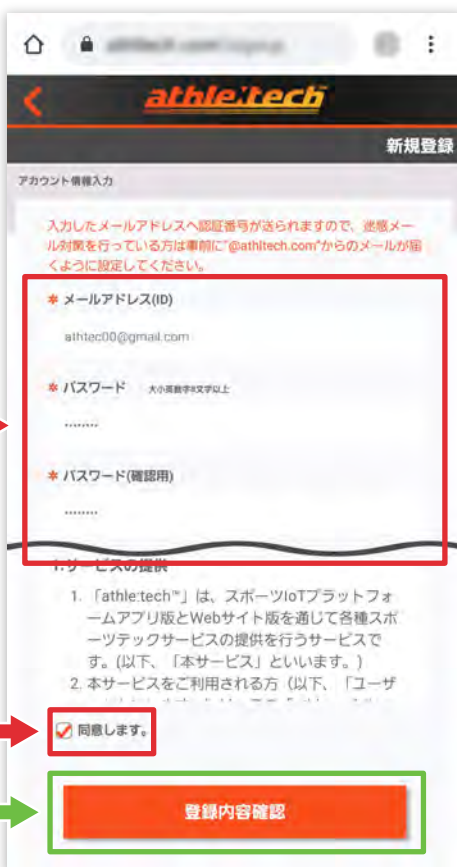 athle:tech
新規登録
アカウント情報入力
入力したメールアドレスへ認証番号が送られますので、迷惑メー
ル対策を行っている方は事前に"@athltech.com"からのメールが届
くように設定してください。
* メールアドレス(ID)
athtec00@gmail.com
* パスワード 大小英数字8文字以上
........
* パスワード(確認用)
........
1.サービスの提供
1. 「athle:tech™」は、スポーツIoTプラットフォ
ームアプリ版とWebサイト版を通じて各種スポ
ーツテックサービスの提供を行うサービスで
す。(以下、「本サービス」といいます。)
2. 本サービスをご利用される方（以下、「ユーザ
同意します。
登録内容確認